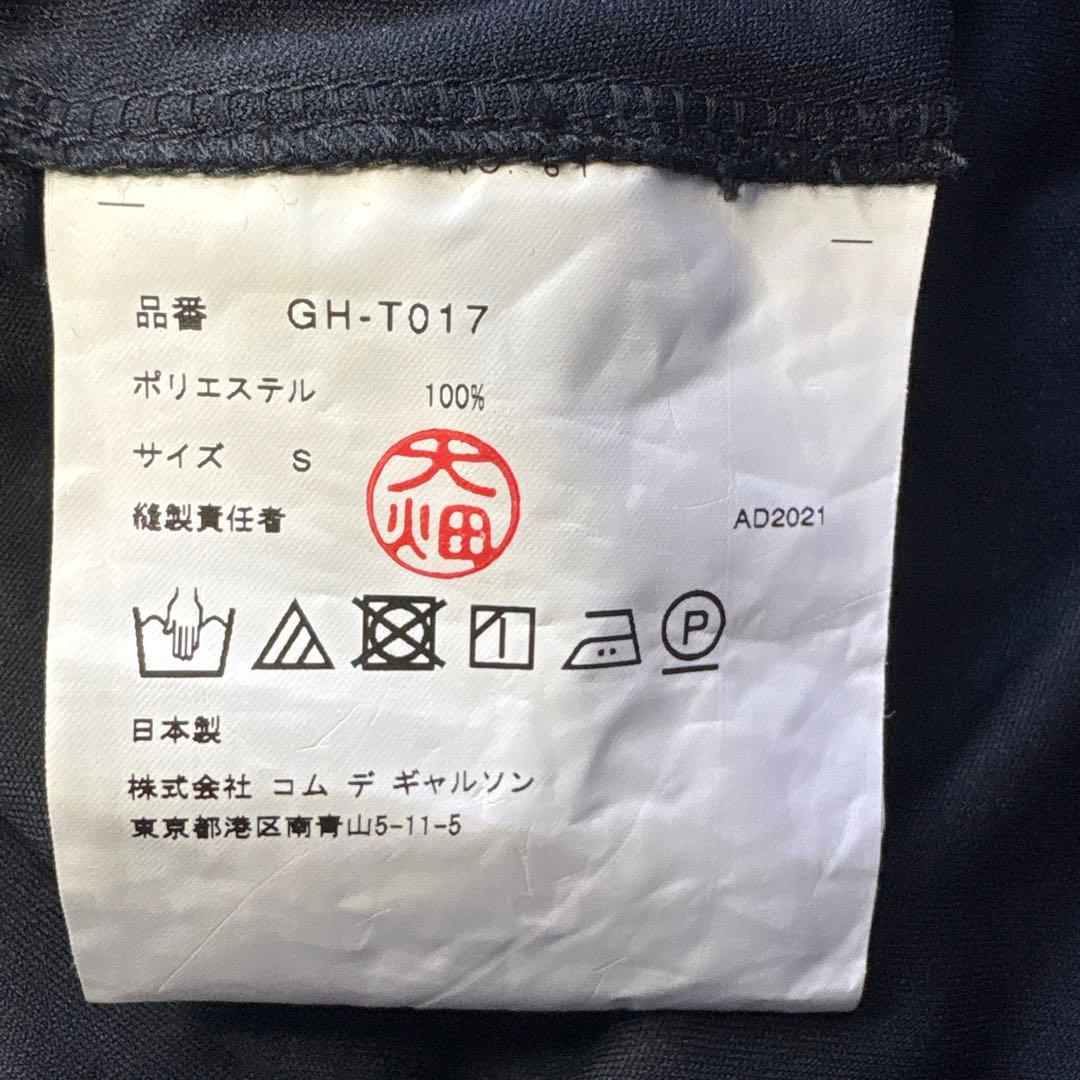 品番 GH-T017
ポリエステル 100%
サイズ S
大畑
縫製責任者 AD2021
P
日本製
株式会社 コム デ ギャルソン
東京都港区南青山5-11-5